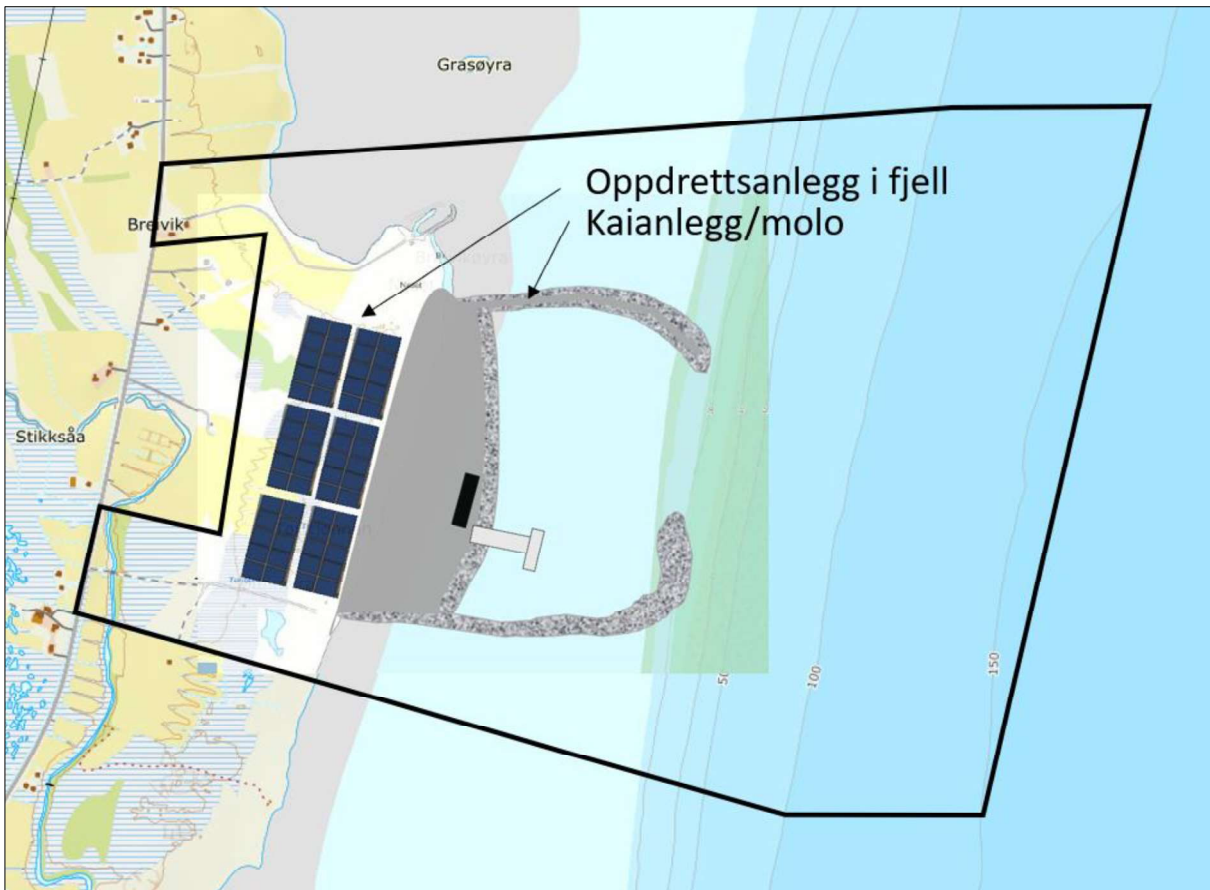 Grasøyra
Oppdrettsanlegg i fjell
Kaianlegg/molo
Breivik
Stikksåa
50
100
150